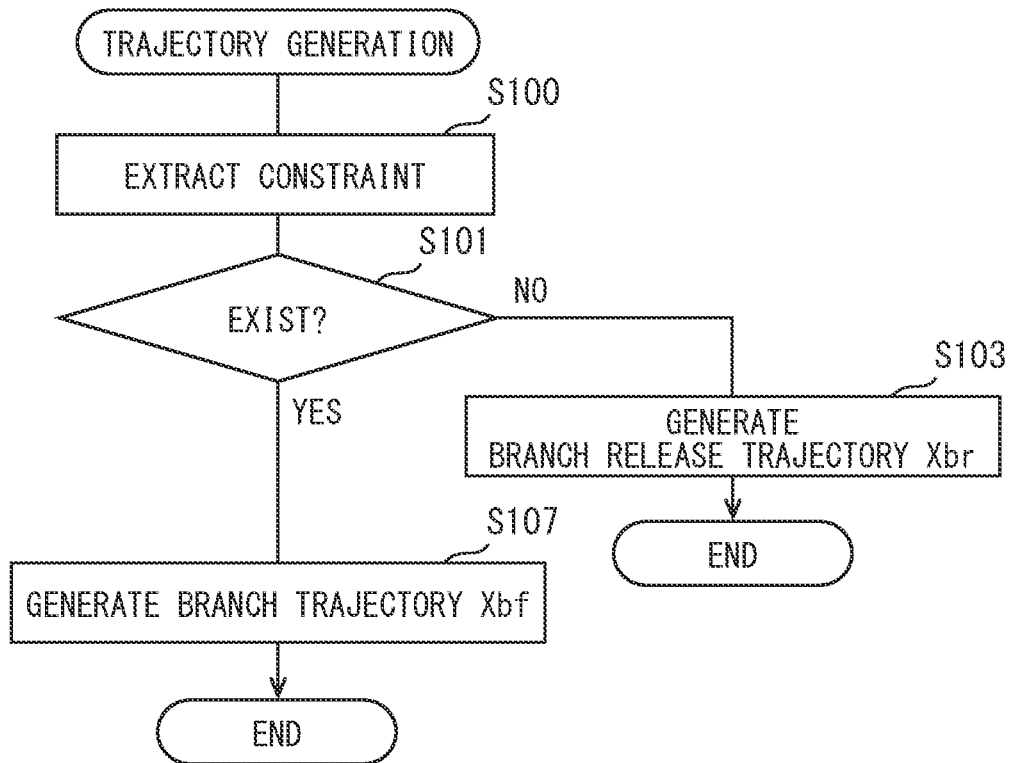 TRAJECTORY GENERATION
S100
EXTRACT CONSTRAINT
S101
EXIST?
NO
YES
S103
GENERATE
BRANCH RELEASE TRAJECTORY Xbr
END
S107
GENERATE BRANCH TRAJECTORY Xbf
END